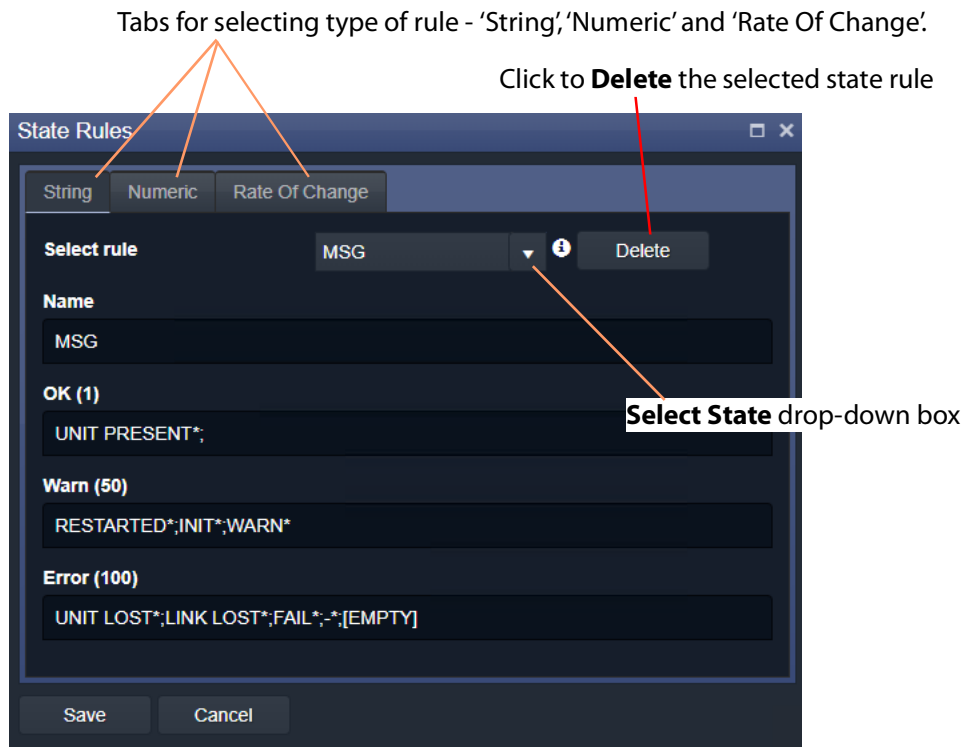 Tabs for selecting type of rule - ‘String’, ‘Numeric’ and ‘Rate Of Change’.
Click to Delete the selected state rule
State Rules
String Numeric Rate Of Change
Select rule MSG Delete
Name
MSG
OK (1)
Select State drop-down box
UNIT PRESENT*;
Warn (50)
RESTARTED*;INIT*;WARN*
Error (100)
UNIT LOST*;LINK LOST*;FAIL*;-*;[EMPTY]
Save Cancel